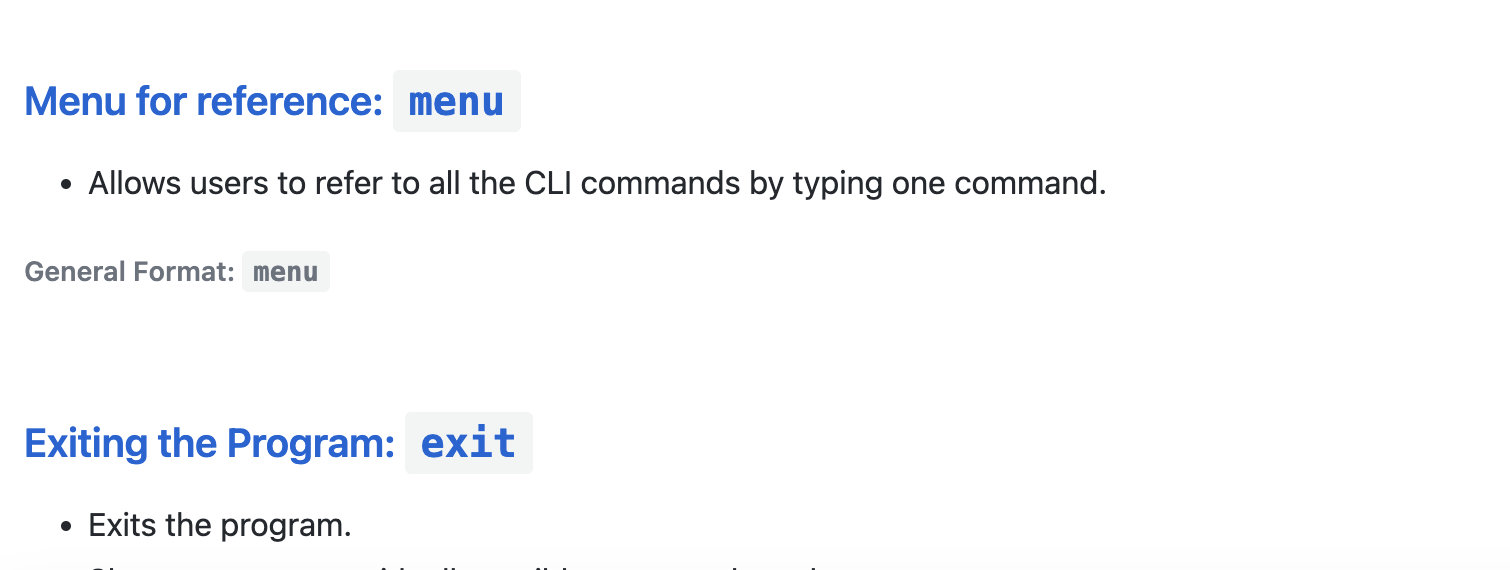 Menu for reference: menu
• Allows users to refer to all the CLI commands by typing one command.
General Format: menu
Exiting the Program: exit
• Exits the program.